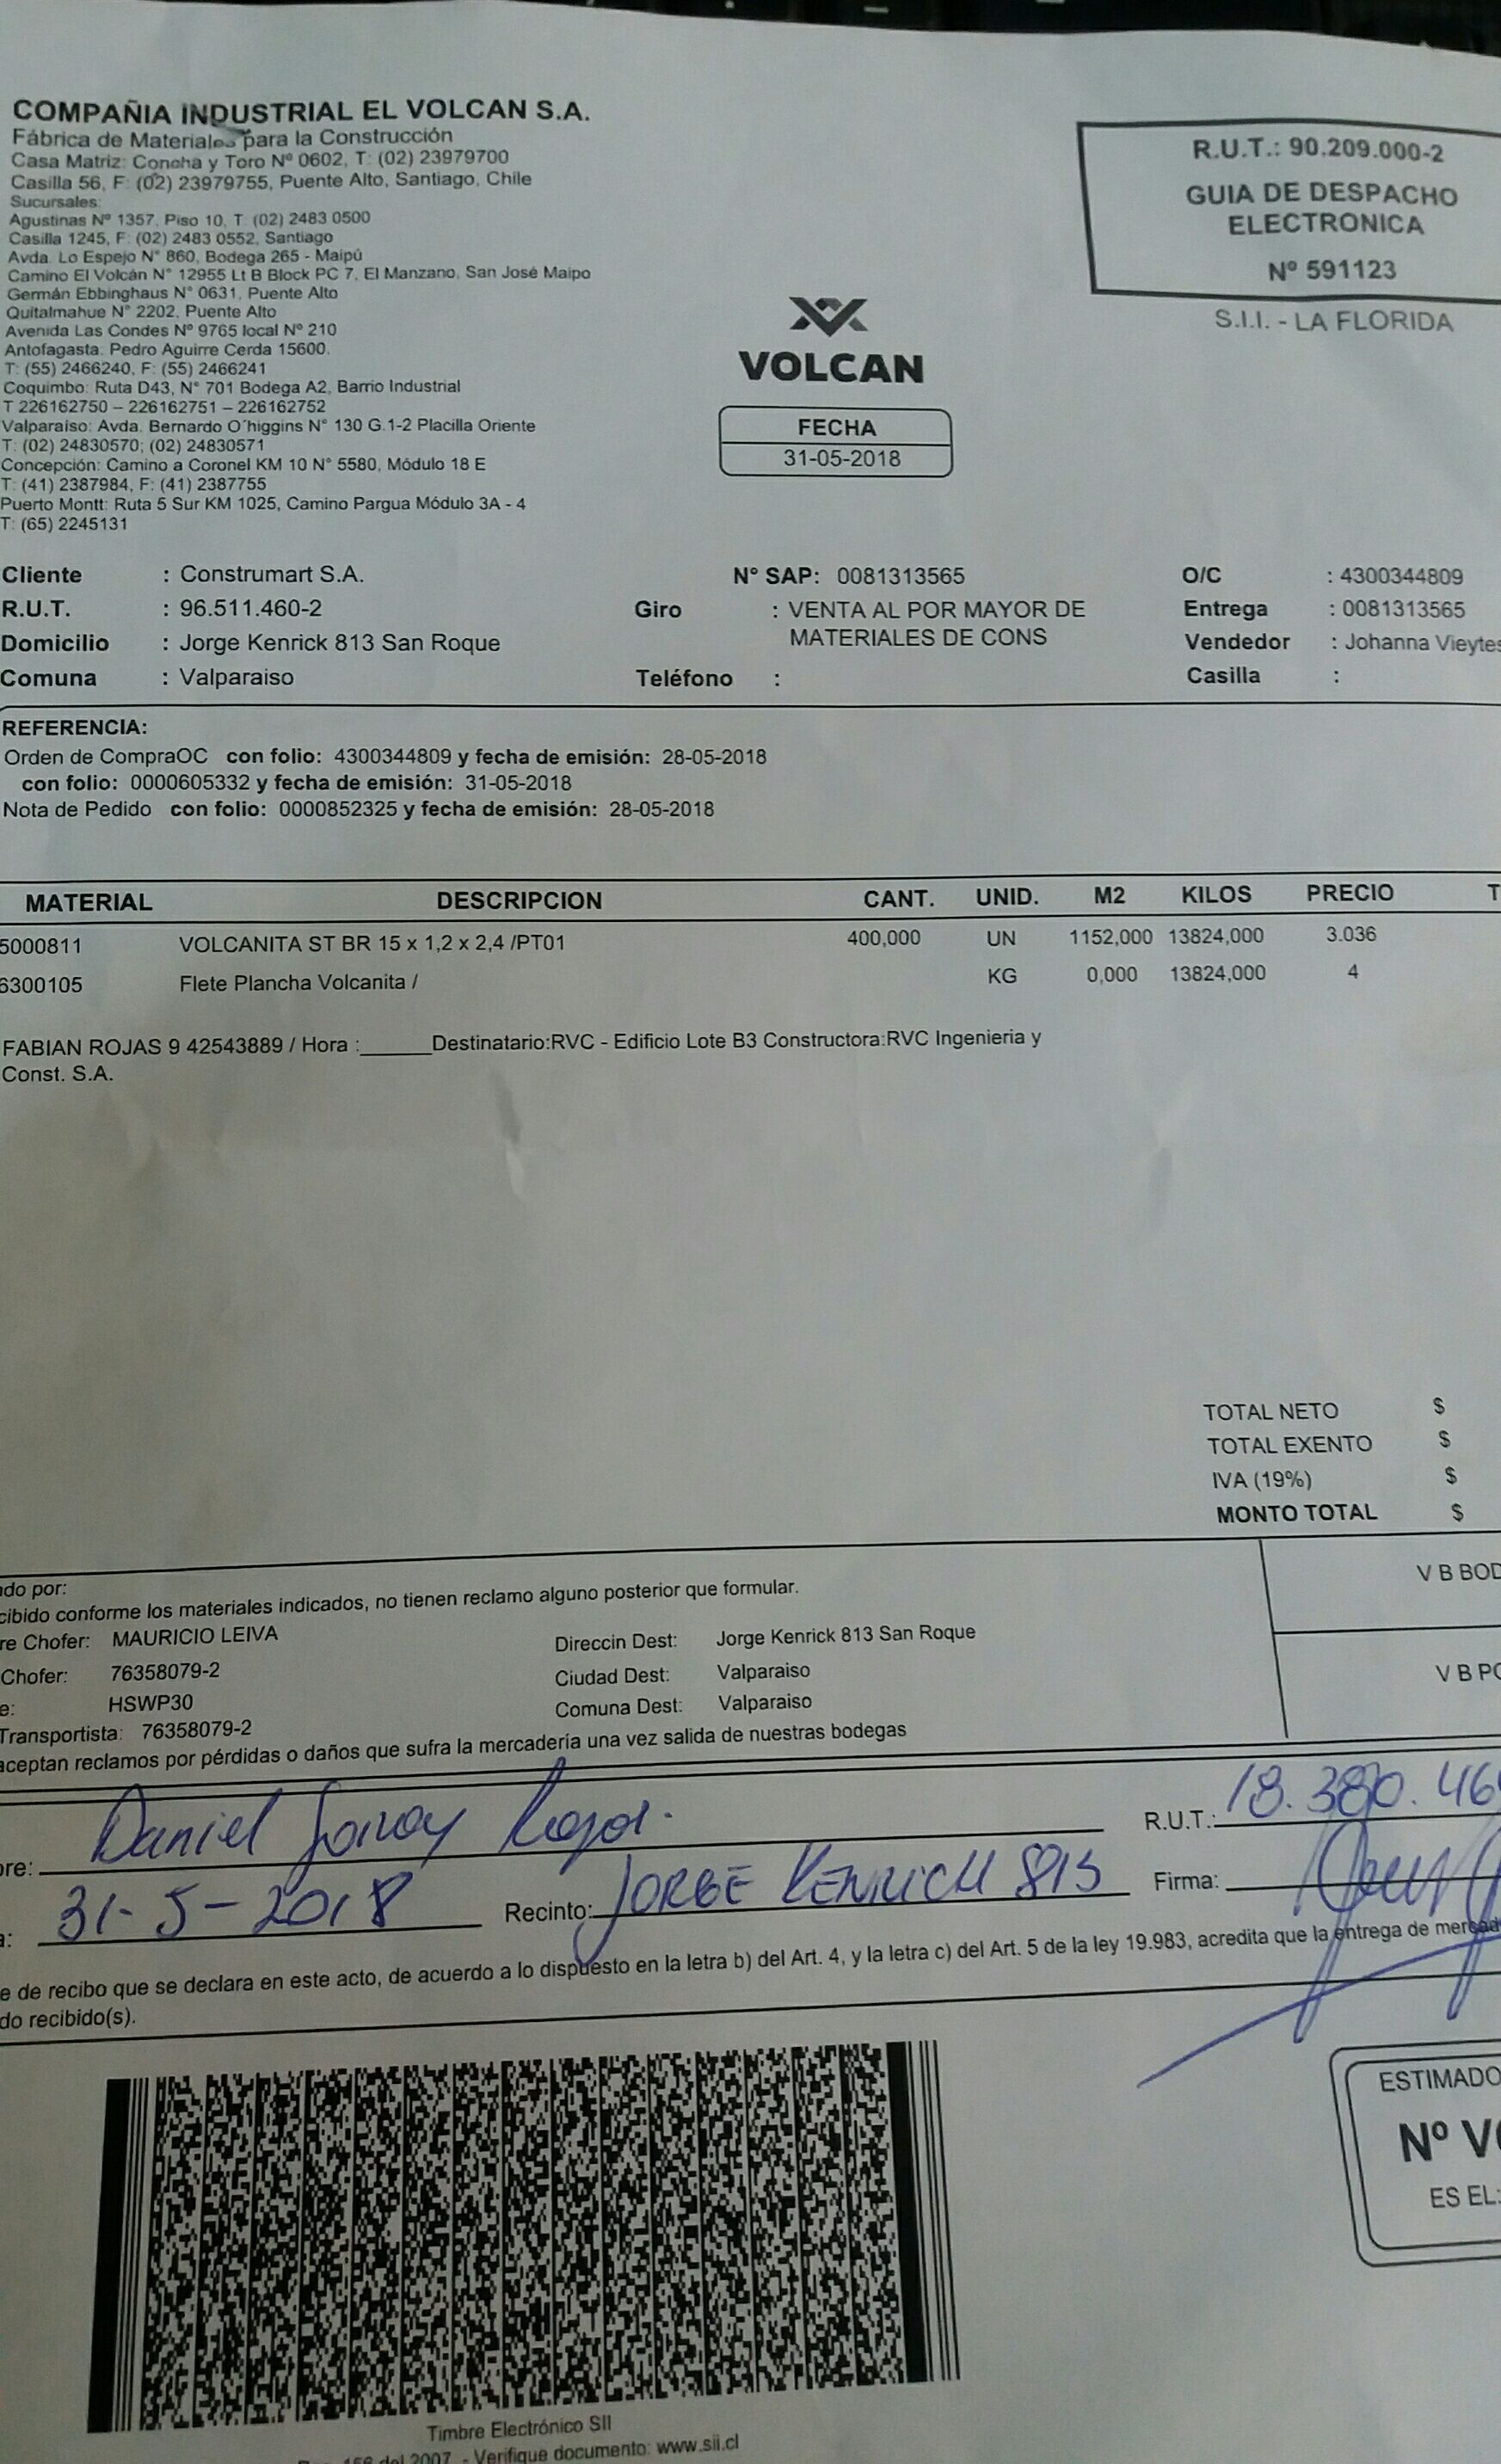 COMPAÑIA INDUSTRIAL EL VOLCAN S.A.
Fábrica de Materiales para la Construcción
Casa Matriz: Concha y Toro Nº 0602, T: (02) 23979700
Casilla 56, F: (02) 23979755, Puente Alto, Santiago, Chile
Sucursales:
Agustinas Nº 1357, Piso 10, T. (02) 2483 0500
Casilla 1245, F: (02) 2483 0552, Santiago
Avda. Lo Espejo N° 860, Bodega 265 - Maipú
Camino El Volcán N° 12955 Lt B Block PC 7, El Manzano, San José Maipo
Germán Ebbinghaus N° 0631, Puente Alto
Quitalmahue N° 2202, Puente Alto
Avenida Las Condes Nº 9765 local Nº 210
Antofagasta: Pedro Aguirre Cerda 15600.
T: (55) 2466240, F: (55) 2466241
Coquimbo: Ruta D43, N° 701 Bodega A2, Barrio Industrial
T 226162750 – 226162751 – 226162752
Valparaíso: Avda. Bernardo O´higgins N° 130 G.1-2 Placilla Oriente
T: (02) 24830570; (02) 24830571
Concepción: Camino a Coronel KM 10 N° 5580, Módulo 18 E
T: (41) 2387984, F: (41) 2387755
Puerto Montt: Ruta 5 Sur KM 1025, Camino Pargua Módulo 3A - 4
T: (65) 2245131
R.U.T.: 90.209.000-2
GUIA DE DESPACHO
ELECTRONICA
Nº 591123
S.I.I. - LA FLORIDA
VOLCAN
FECHA
31-05-2018
Cliente : Construmart S.A. N° SAP: 0081313565 O/C : 4300344809
R.U.T. : 96.511.460-2 Giro : VENTA AL POR MAYOR DE Entrega : 0081313565
Domicilio : Jorge Kenrick 813 San Roque MATERIALES DE CONS Vendedor : Johanna Vieytes
Comuna : Valparaiso Teléfono : Casilla :
REFERENCIA:
Orden de CompraOC con folio: 4300344809 y fecha de emisión: 28-05-2018
con folio: 0000605332 y fecha de emisión: 31-05-2018
Nota de Pedido con folio: 0000852325 y fecha de emisión: 28-05-2018
MATERIAL DESCRIPCION CANT. UNID. M2 KILOS PRECIO T
5000811 VOLCANITA ST BR 15 x 1,2 x 2,4 /PT01 400,000 UN 1152,000 13824,000 3.036
6300105 Flete Plancha Volcanita / KG 0,000 13824,000 4
FABIAN ROJAS 9 42543889 / Hora :______Destinatario:RVC - Edificio Lote B3 Constructora:RVC Ingenieria y
Const. S.A.
TOTAL NETO $
TOTAL EXENTO $
IVA (19%) $
MONTO TOTAL $
do por:
cibido conforme los materiales indicados, no tienen reclamo alguno posterior que formular.
re Chofer: MAURICIO LEIVA Direccin Dest: Jorge Kenrick 813 San Roque
Chofer: 76358079-2 Ciudad Dest: Valparaiso
e: HSWP30 Comuna Dest: Valparaiso
Transportista: 76358079-2
aceptan reclamos por pérdidas o daños que sufra la mercadería una vez salida de nuestras bodegas
V B BOD
V B PO
re: Daniel R.U.T.: 18.380.46
a: 31-5-2018 Recinto: JORGE KENRICH 813 Firma:
e de recibo que se declara en este acto, de acuerdo a lo dispuesto en la letra b) del Art. 4, y la letra c) del Art. 5 de la ley 19.983, acredita que la entrega de mercad
do recibido(s).
ESTIMADO
Nº V
ES EL:
Timbre Electrónico SII
156 del 2007 - Verifique documento: www.sii.cl